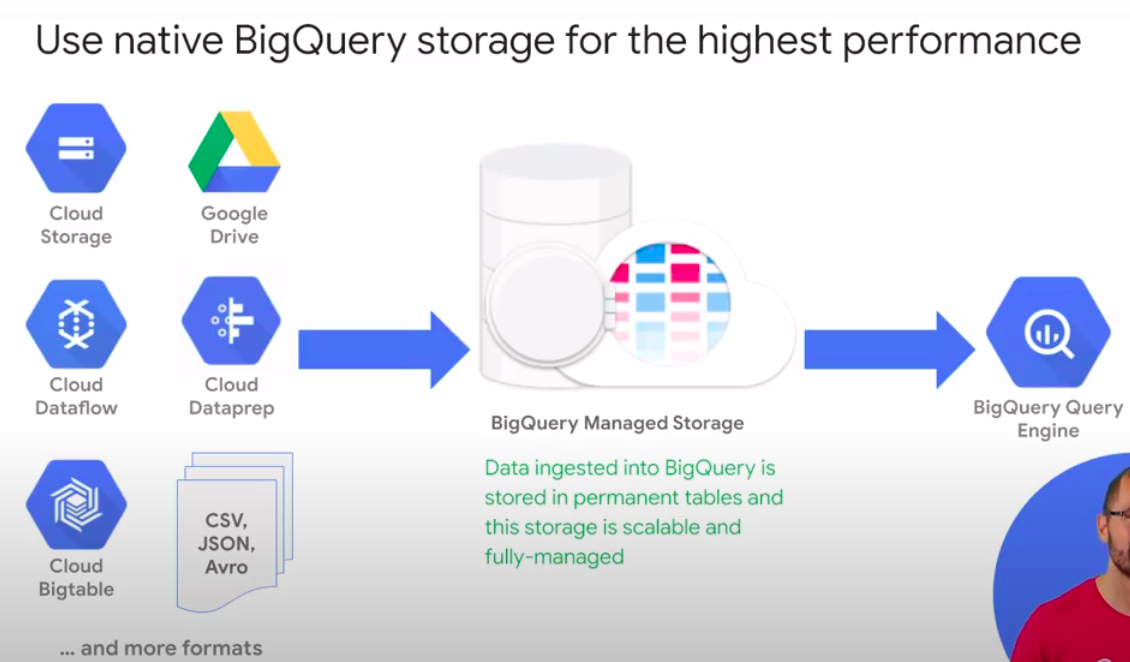 Use native BigQuery storage for the highest performance
Cloud
Storage
Google
Drive
Cloud
Dataflow
Cloud
Dataprep
Cloud
Bigtable
CSV,
JSON,
Avro
... and more formats
BigQuery Managed Storage
Data ingested into BigQuery is
stored in permanent tables and
this storage is scalable and
fully-managed
BigQuery Query
Engine